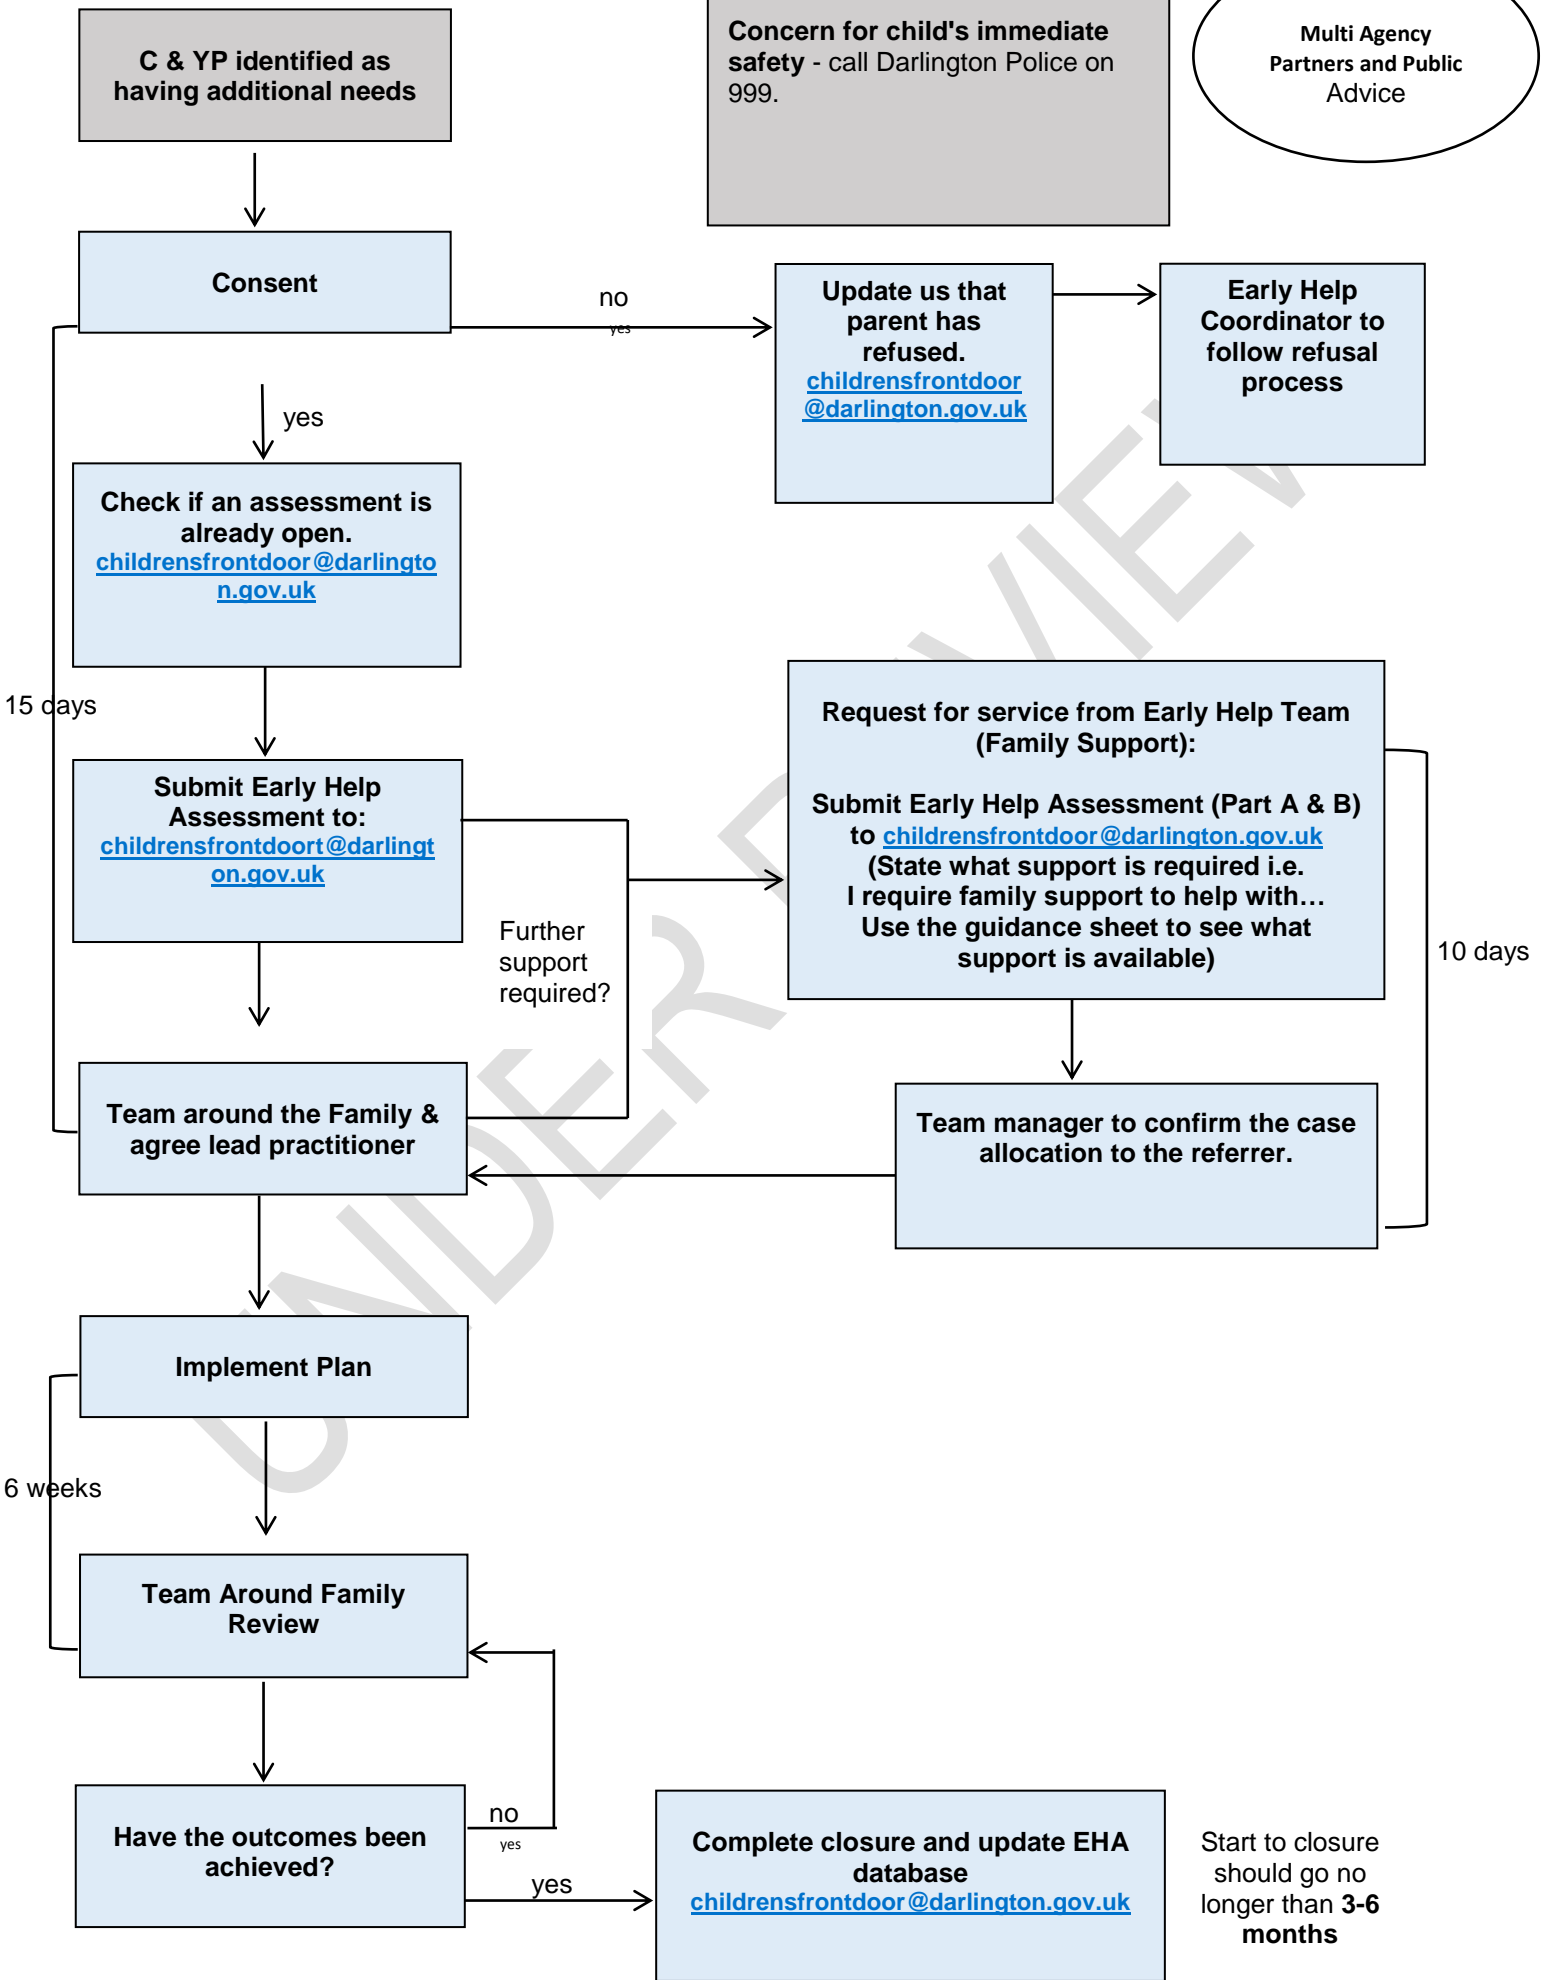 C & YP identified as
having additional needs
Concern for child's immediate
safety - call Darlington Police on
999.
Multi Agency
Partners and Public
Advice
Consent
no
yes
Update us that
parent has
refused.
childrensfrontdoor
@darlington.gov.uk
Early Help
Coordinator to
follow refusal
process
yes
Check if an assessment is
already open.
childrensfrontdoor@darlingto
n.gov.uk
15 days
Submit Early Help
Assessment to:
childrensfrontdoort@darlingt
on.gov.uk
Further
support
required?
Request for service from Early Help Team
(Family Support):
Submit Early Help Assessment (Part A & B)
to childrensfrontdoor@darlington.gov.uk
(State what support is required i.e.
I require family support to help with…
Use the guidance sheet to see what
support is available)
10 days
Team around the Family &
agree lead practitioner
Team manager to confirm the case
allocation to the referrer.
Implement Plan
6 weeks
Team Around Family
Review
Have the outcomes been
achieved?
no
yes
yes
Complete closure and update EHA
database
childrensfrontdoor@darlington.gov.uk
Start to closure
should go no
longer than 3-6
months
UNDER REVIEW